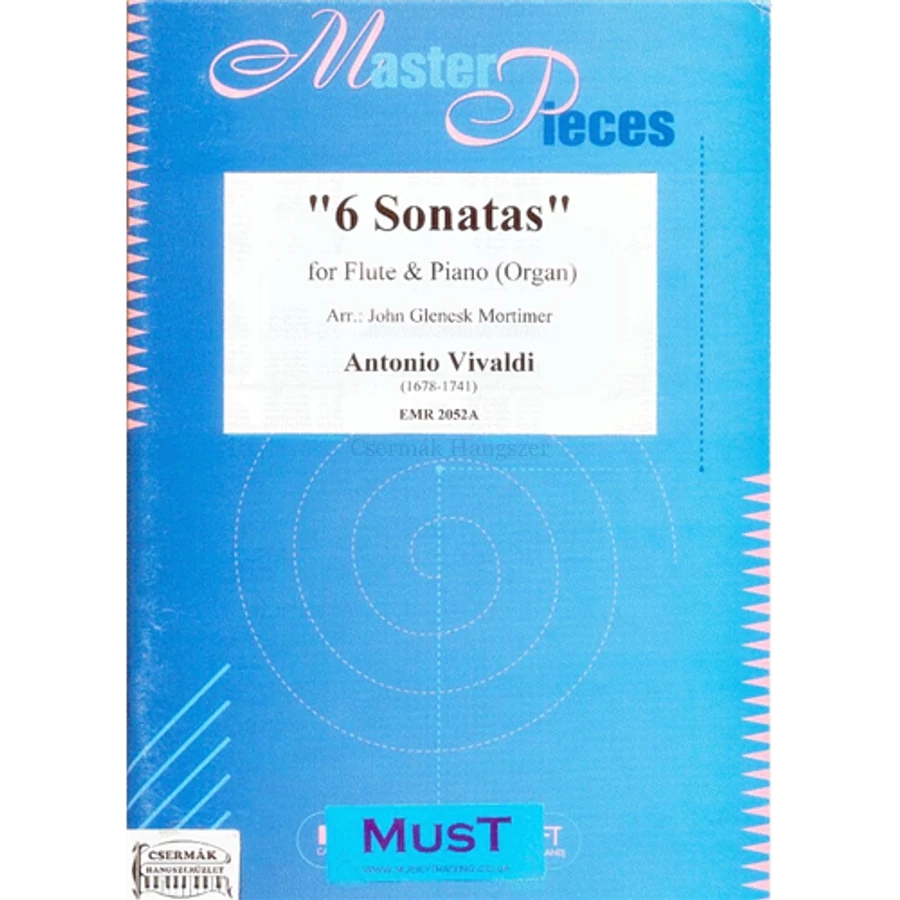 Master
Pieces
"6 Sonatas"
for Flute & Piano (Organ)
Arr.: John Glenesk Mortimer
Antonio Vivaldi
(1678-1741)
EMR 2052A
Csermák Hangszer
MusT
CSERMÁK
HANGSZERÜZLET